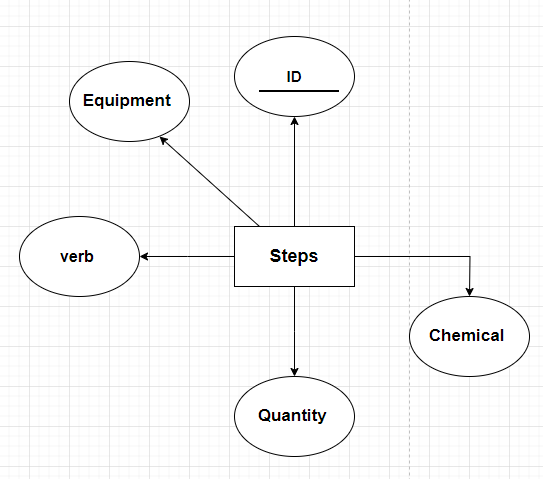 ID
Equipment
verb
Steps
Chemical
Quantity